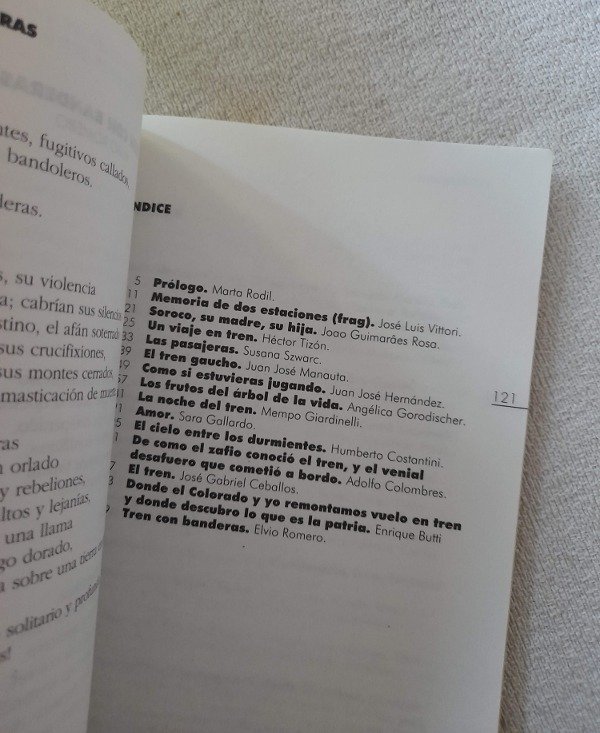 RAS
ntes, fugitivos callados,
bandoleros.
deras.
s, su violencia
a; cabrían sus silencios
stino, el afán soterrado
sus crucifixiones,
sus montes cerrados,
masticación de
ras
n orlado
y rebeliones,
ltos y lejanías,
una llama
go dorado,
a sobre una tierra
solitario y
s!
NDICE
5 Prólogo. Marta Rodil.
11 Memoria de dos estaciones (frag). José Luis Vittori.
21 Soroco, su madre, su hija. Joao Guimarães Rosa.
25 Un viaje en tren. Héctor Tizón.
33 Las pasajeras. Susana Szwarc.
39 El tren gaucho. Juan José Manauta.
49 Como si estuvieras jugando. Juan José Hernández.
57 Los frutos del árbol de la vida. Angélica Gorodischer.
La noche del tren. Mempo Giardinelli.
Amor. Sara Gallardo.
El cielo entre los durmientes. Humberto Costantini.
De como el zafio conoció el tren, y el venial
desafuero que cometió a bordo. Adolfo Colombres.
El tren. José Gabriel Ceballos.
Donde el Colorado y yo remontamos vuelo en tren
y donde descubro lo que es la patria. Enrique Butti
Tren con banderas. Elvio Romero.
121